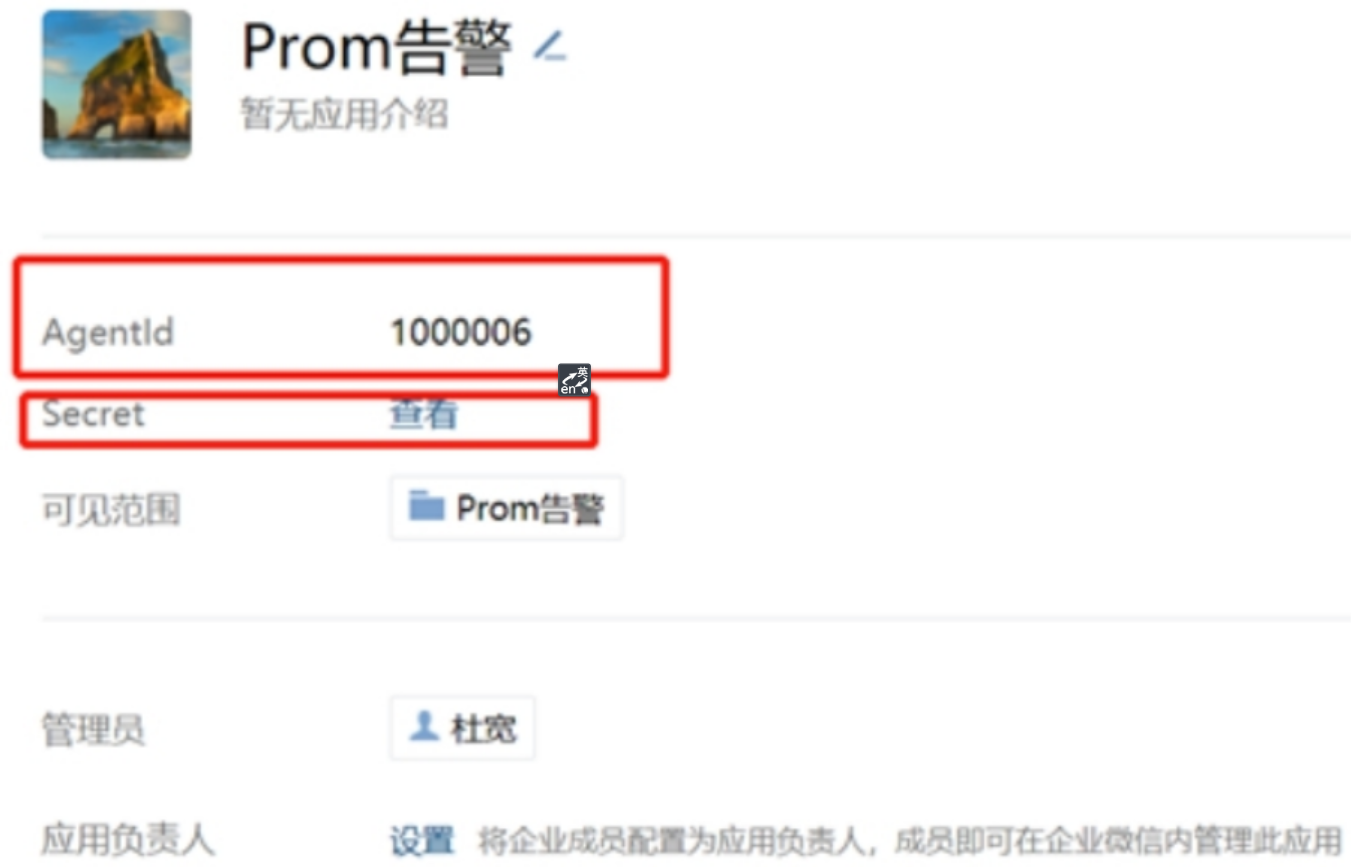 Prom告警
暂无应用介绍
AgentId 1000006
英
en
Secret 查看
可见范围 Prom告警
管理员 杜宽
应用负责人 设置 将企业成员配置为应用负责人，成员即可在企业微信内管理此应用